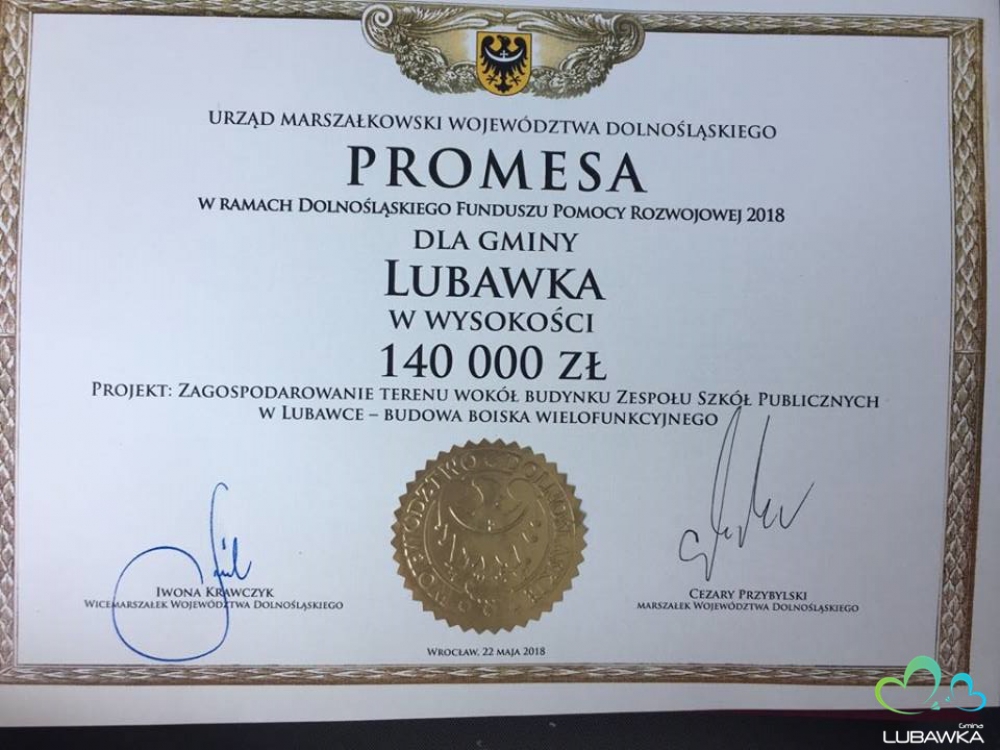 URZĄD MARSZAŁKOWSKI WOJEWÓDZTWA DOLNOŚLĄSKIEGO
PROMESA
W RAMACH DOLNOŚLĄSKIEGO FUNDUSZU POMOCY ROZWOJOWEJ 2018
DLA GMINY
LUBAWKA
W WYSOKOŚCI
140 000 ZŁ
PROJEKT: ZAGOSPODAROWANIE TERENU WOKÓŁ BUDYNKU ZESPOŁU SZKÓŁ PUBLICZNYCH
W LUBAWCE – BUDOWA BOISKA WIELOFUNKCYJNEGO
IWONA KRAWCZYK
WICEMARSZAŁEK WOJEWÓDZTWA DOLNOŚLĄSKIEGO
CEZARY PRZYBYLSKI
MARSZAŁEK WOJEWÓDZTWA DOLNOŚLĄSKIEGO
WROCŁAW, 22 MAJA 2018
Gmina
LUBAWKA